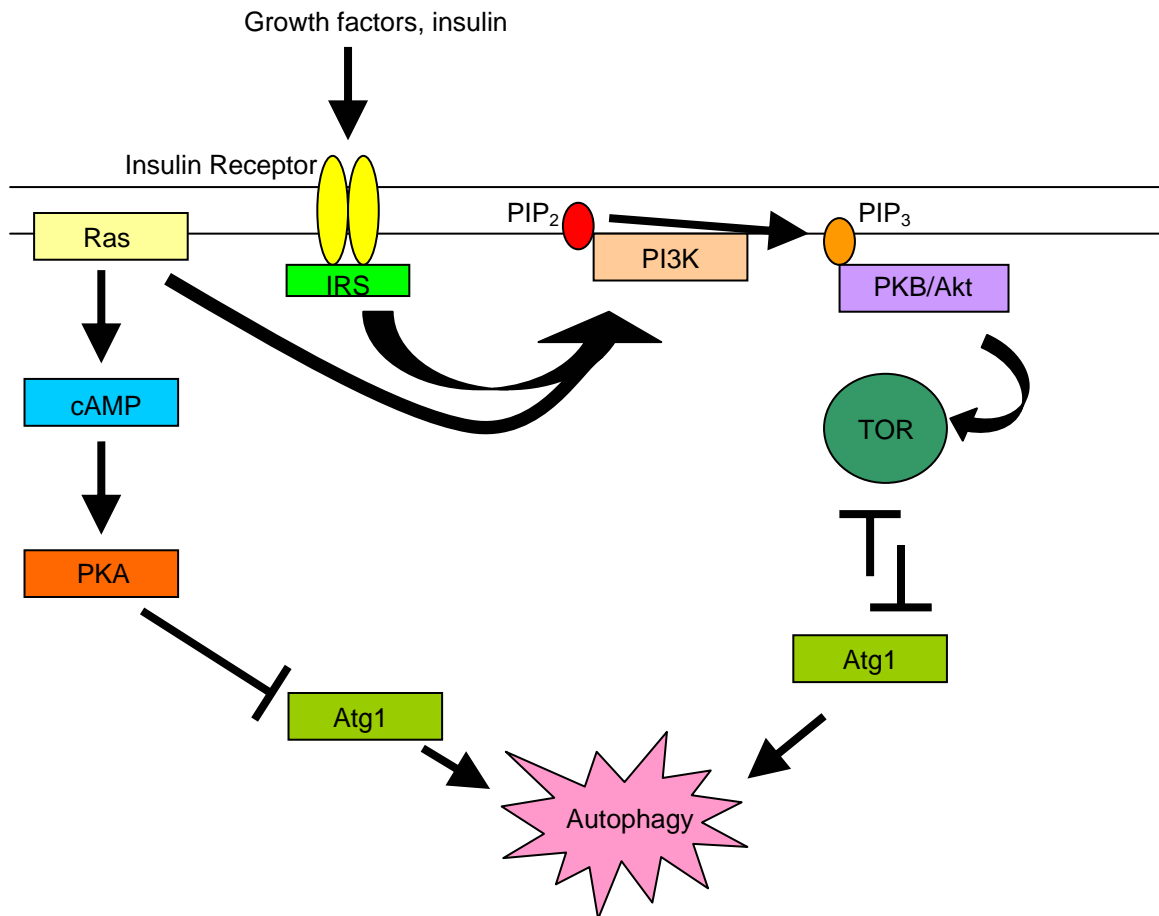 Growth factors, insulin
Insulin Receptor
PIP₂
PIP₃
Ras
PI3K
IRS
PKB/Akt
cAMP
TOR
PKA
Atg1
Atg1
Autophagy